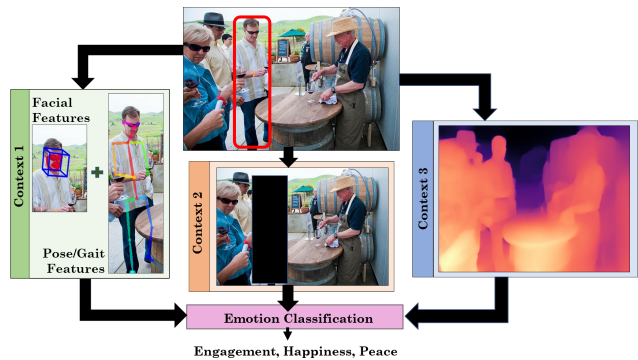 Facial
Features
Context 1
Pose/Gait
Features
Context 2
Context 3
Emotion Classification
Engagement, Happiness, Peace